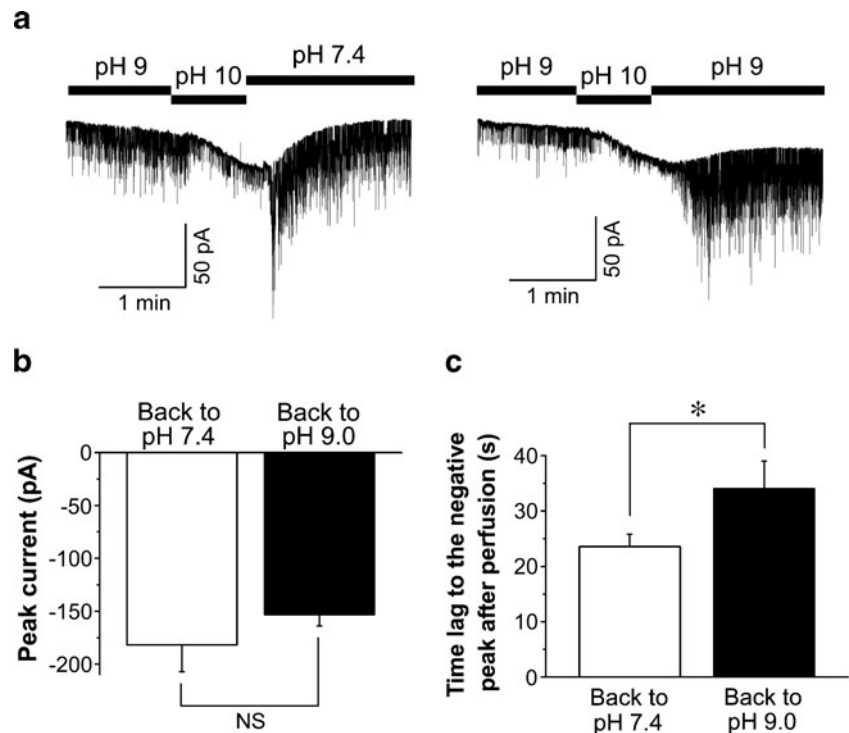 a
pH 9
pH 10
pH 7.4
50 pA
1 min
pH 9
pH 10
pH 9
50 pA
1 min
b
Back to
pH 7.4
Back to
pH 9.0
0
-50
-100
-150
-200
Peak current (pA)
NS
c
*
40
30
20
10
0
Time lag to the negative
peak after perfusion (s)
Back to
pH 7.4
Back to
pH 9.0